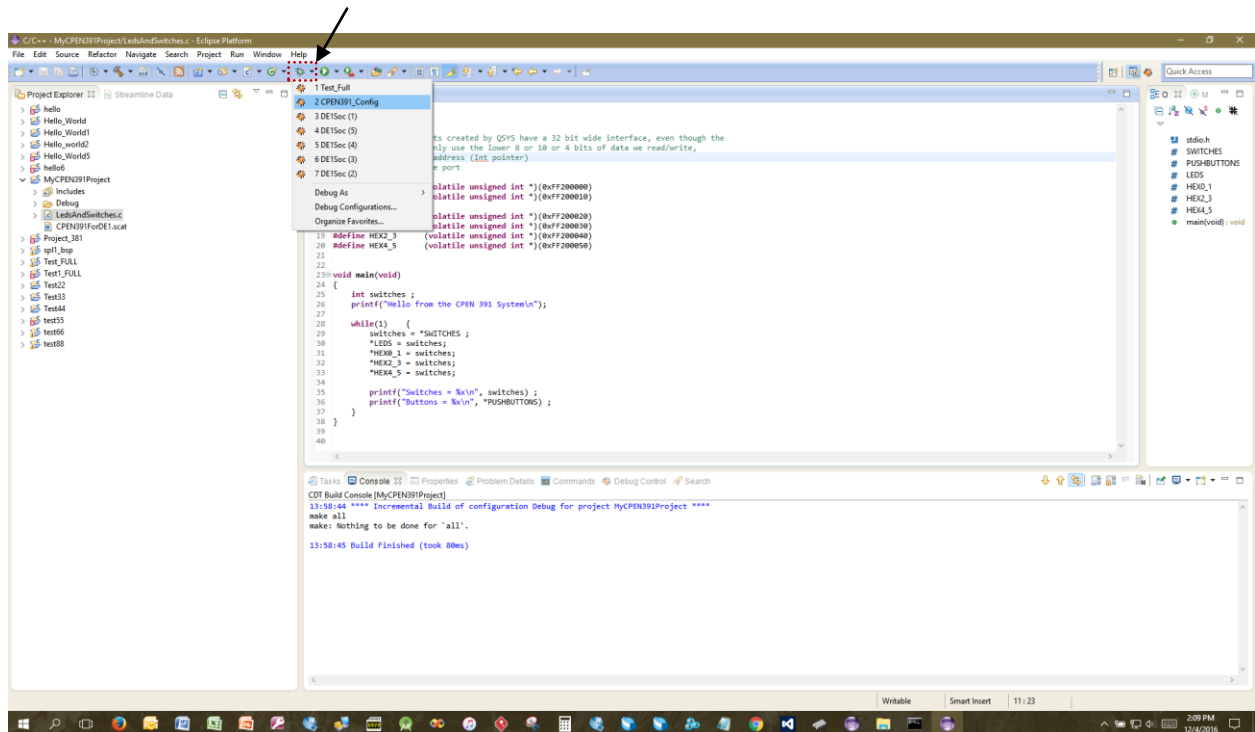 C/C++ - MyCPEN391Project/LedsAndSwitches.c - Eclipse Platform
File Edit Source Refactor Navigate Search Project Run Window Help
Quick Access
Project Explorer
Streamline Data
hello
Hello_World
Hello_World1
Hello_world2
Hello_World5
hello6
MyCPEN391Project
Includes
Debug
LedsAndSwitches.c
CPEN391ForDE1.scat
Project_381
spl1_bsp
Test_FULL
Test1_FULL
Test22
Test33
Test44
test55
test66
test88
1 Test_Full
2 CPEN391_Config
3 DE1Soc (1)
4 DE1Soc (5)
5 DE1Soc (4)
6 DE1Soc (3)
7 DE1Soc (2)
Debug As
Debug Configurations...
Organize Favorites...
ts created by QSYS have a 32 bit wide interface, even though the
nly use the lower 8 or 10 or 4 bits of data we read/write,
address (Int pointer)
e port
olatile unsigned int *)(0xFF200000)
olatile unsigned int *)(0xFF200010)
olatile unsigned int *)(0xFF200020)
olatile unsigned int *)(0xFF200030)
19 #define HEX2_3 (volatile unsigned int *)(0xFF200040)
20 #define HEX4_5 (volatile unsigned int *)(0xFF200050)
21
22
23 void main(void)
24 {
25 int switches ;
26 printf("Hello from the CPEN 391 System\n");
27
28 while(1) {
29 switches = *SWITCHES ;
30 *LEDS = switches;
31 *HEX0_1 = switches;
32 *HEX2_3 = switches;
33 *HEX4_5 = switches;
34
35 printf("Switches = %x\n", switches) ;
36 printf("Buttons = %x\n", *PUSHBUTTONS) ;
37 }
38 }
39
40
O
M
stdio.h
# SWITCHES
# PUSHBUTTONS
# LEDS
# HEX0_1
# HEX2_3
# HEX4_5
main(void) : void
Tasks Console Properties Problem Details Commands Debug Control Search
CDT Build Console [MyCPEN391Project]
13:58:44 **** Incremental Build of configuration Debug for project MyCPEN391Project ****
make all
make: Nothing to be done for `all'.
13:58:45 Build Finished (took 80ms)
Writable Smart Insert 11 : 23
2:09 PM
12/4/2016